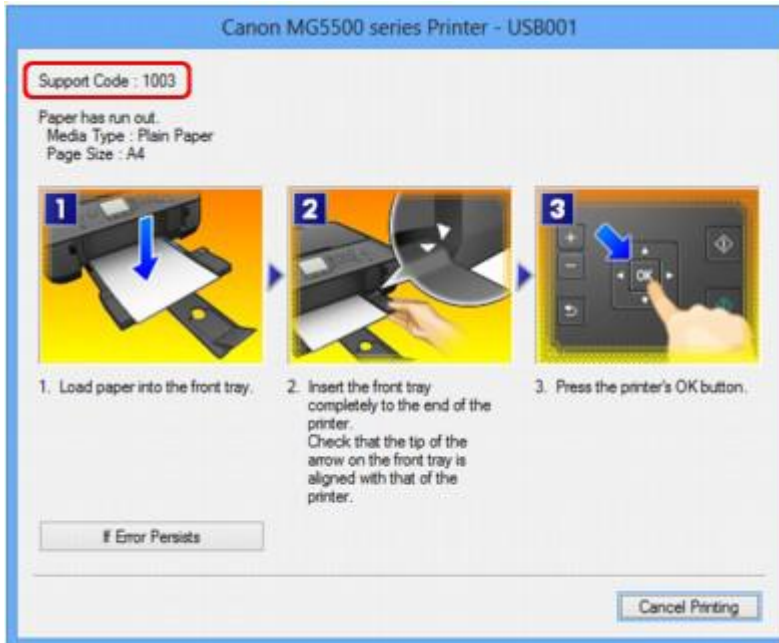 Canon MG5500 series Printer - USB001
Support Code : 1003
Paper has run out.
Media Type : Plain Paper
Page Size : A4
1
2
3
+
−
OK
1. Load paper into the front tray.
2. Insert the front tray
completely to the end of the
printer.
Check that the tip of the
arrow on the front tray is
aligned with that of the
printer.
3. Press the printer's OK button.
If Error Persists
Cancel Printing